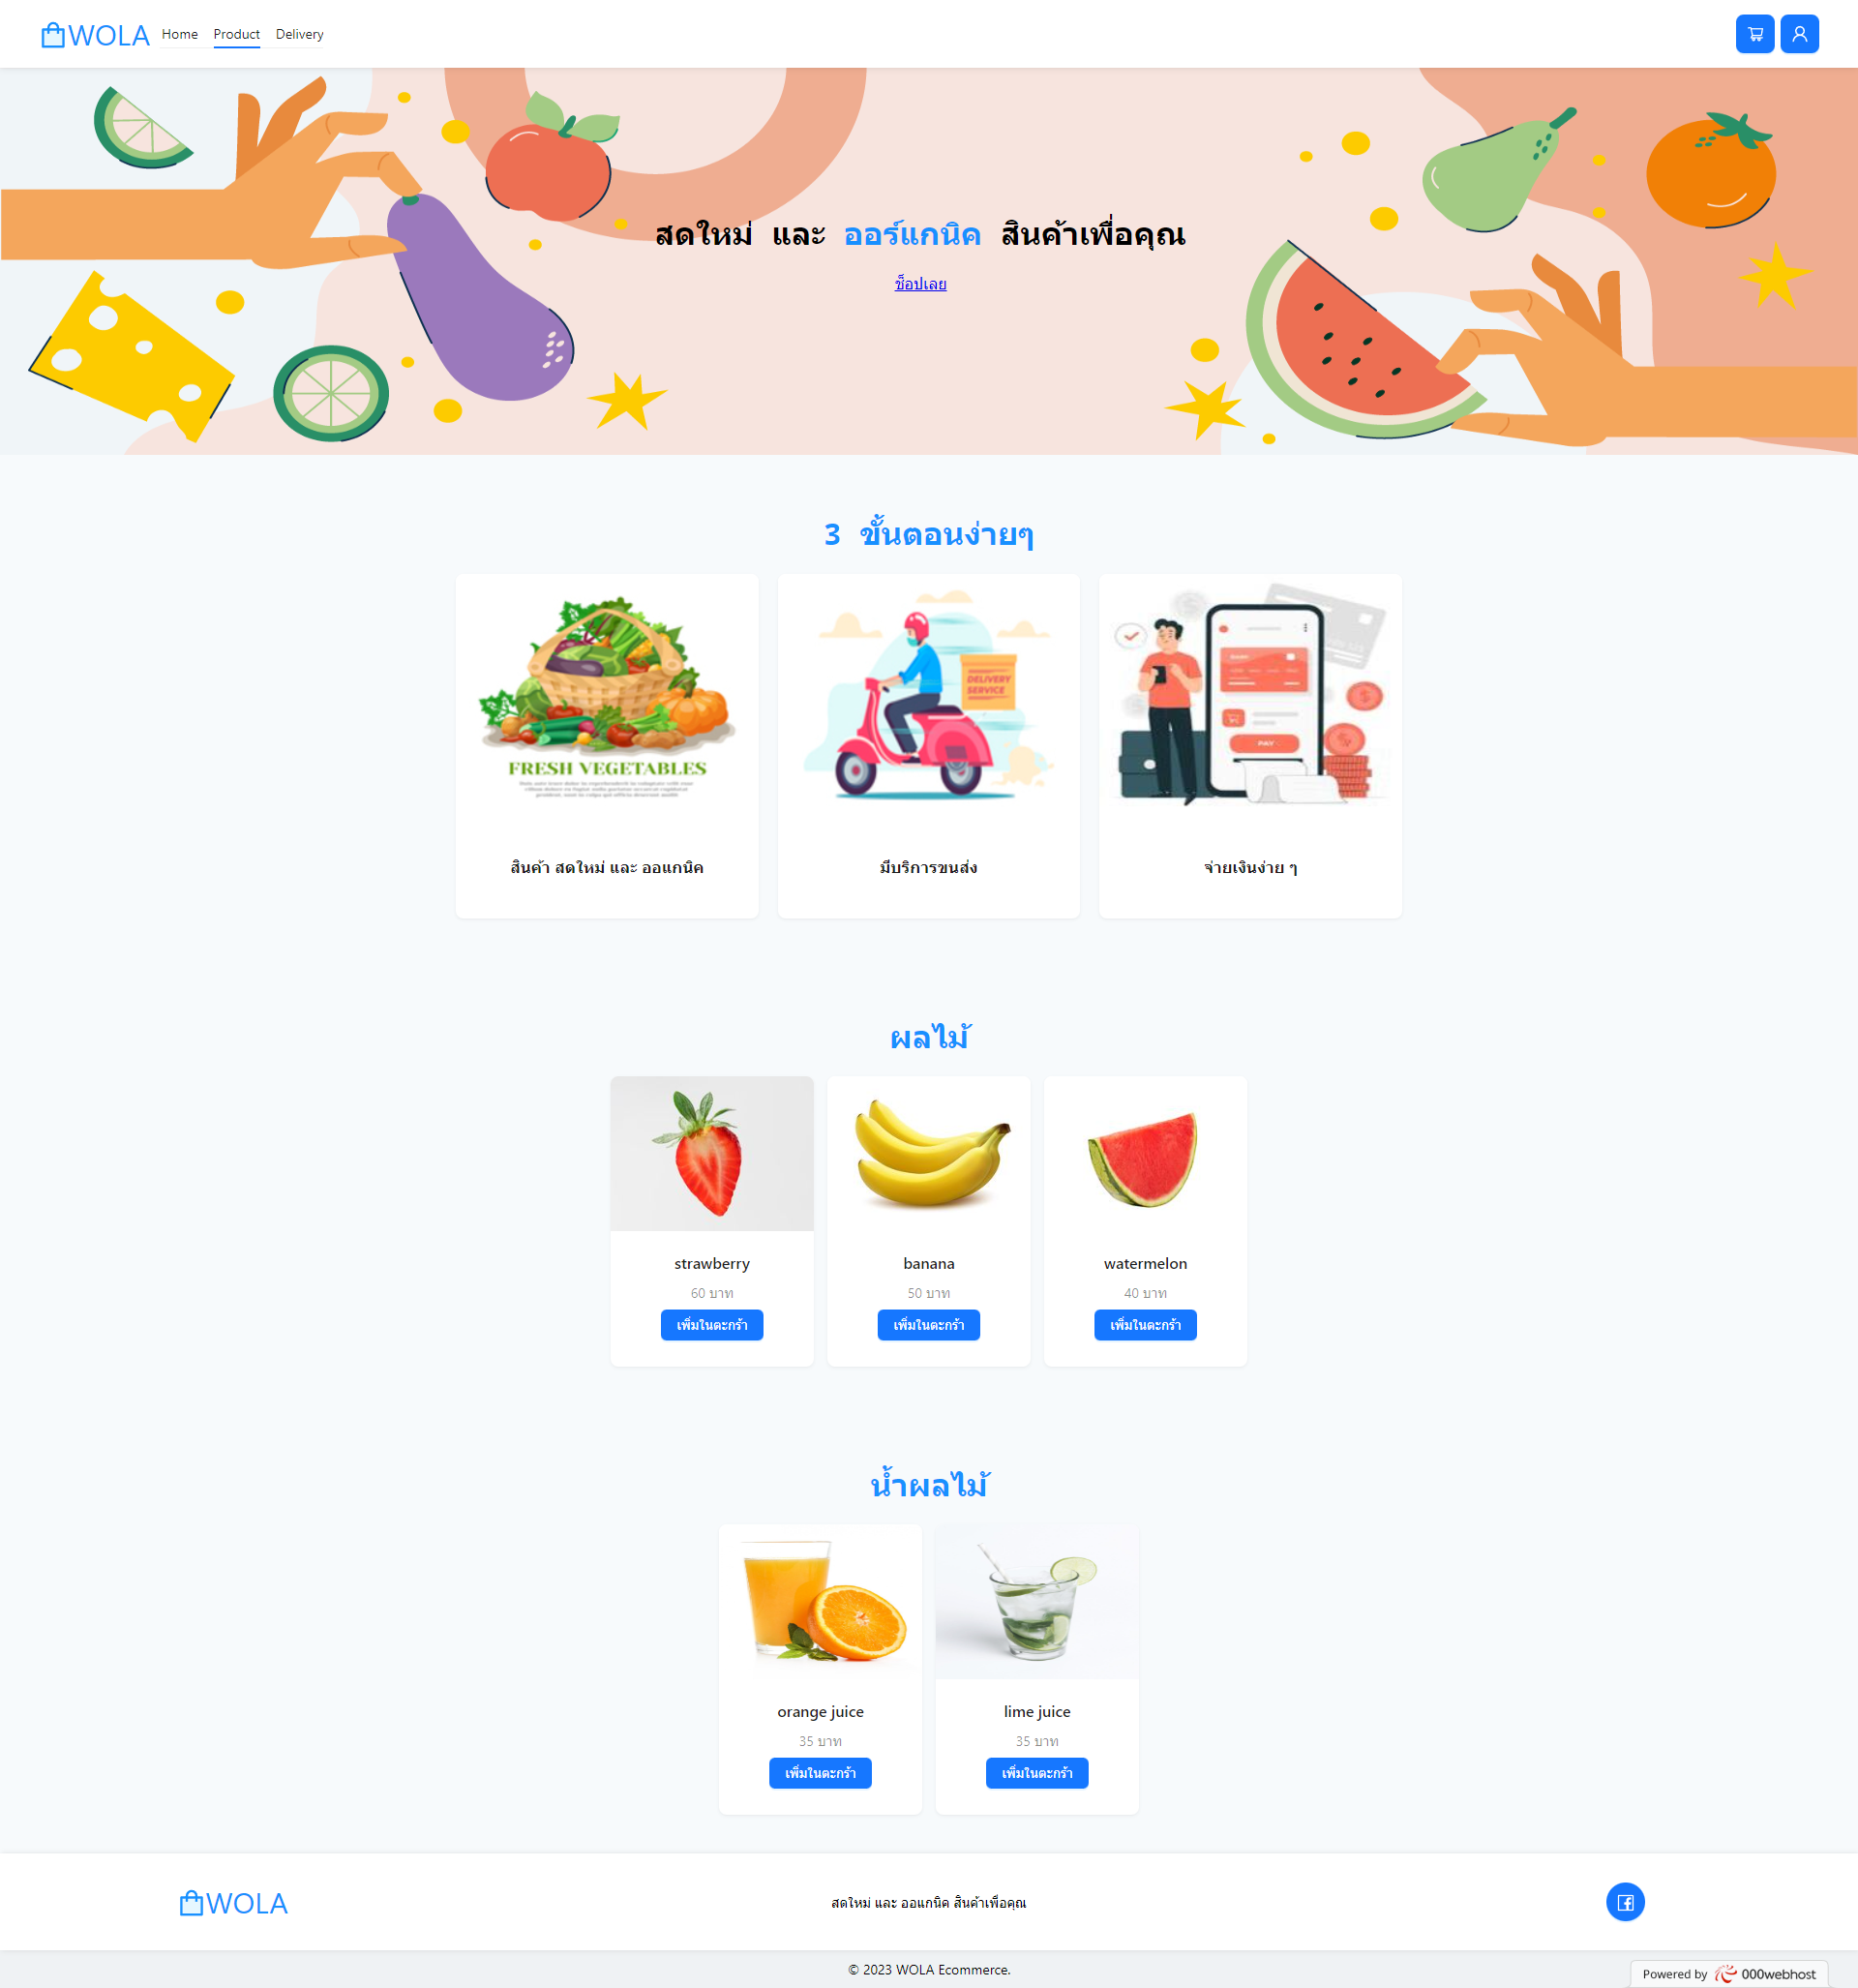 WOLA
Home Product Delivery
สดใหม่ และ ออร์แกนิค สินค้าเพื่อคุณ
ช็อปเลย
3 ขั้นตอนง่ายๆ
DELIVERY
SERVICE
PAY
FRESH VEGETABLES
สินค้า สดใหม่ และ ออแกนิค
มีบริการขนส่ง
จ่ายเงินง่าย ๆ
ผลไม้
strawberry
60 บาท
เพิ่มในตะกร้า
banana
50 บาท
เพิ่มในตะกร้า
watermelon
40 บาท
เพิ่มในตะกร้า
น้ำผลไม้
orange juice
35 บาท
เพิ่มในตะกร้า
lime juice
35 บาท
เพิ่มในตะกร้า
WOLA
สดใหม่ และ ออแกนิค สินค้าเพื่อคุณ
© 2023 WOLA Ecommerce.
Powered by 000webhost